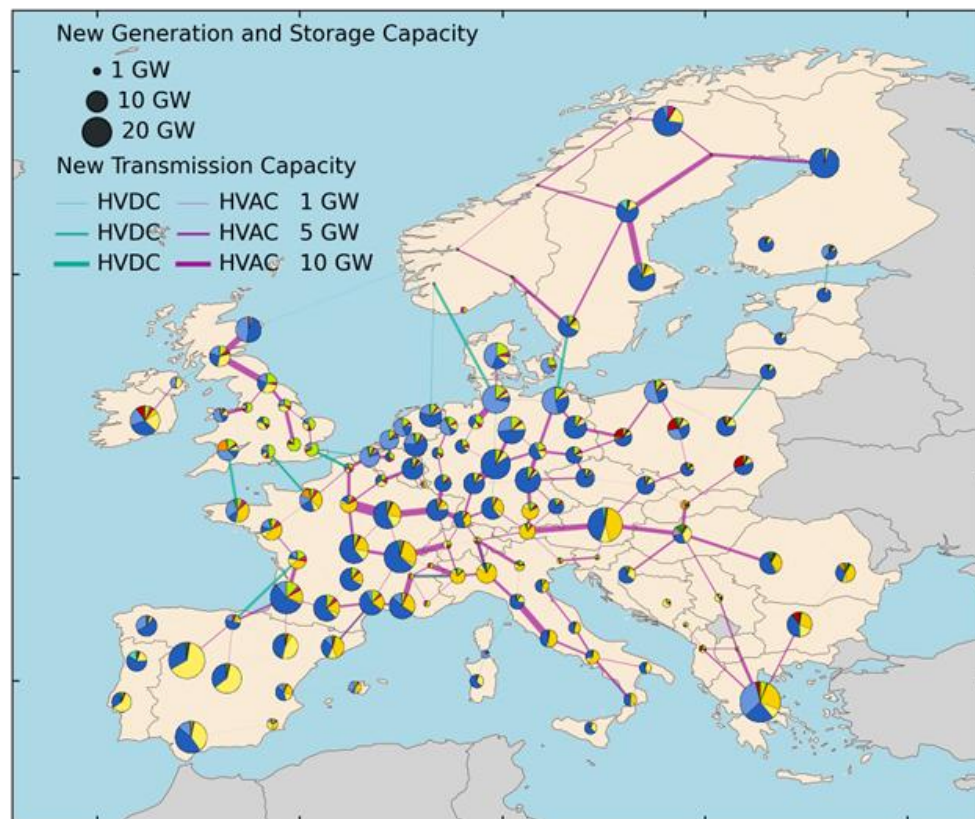 New Generation and Storage Capacity
1 GW
10 GW
20 GW
New Transmission Capacity
HVDC HVAC 1 GW
HVDC HVAC 5 GW
HVDC HVAC 10 GW